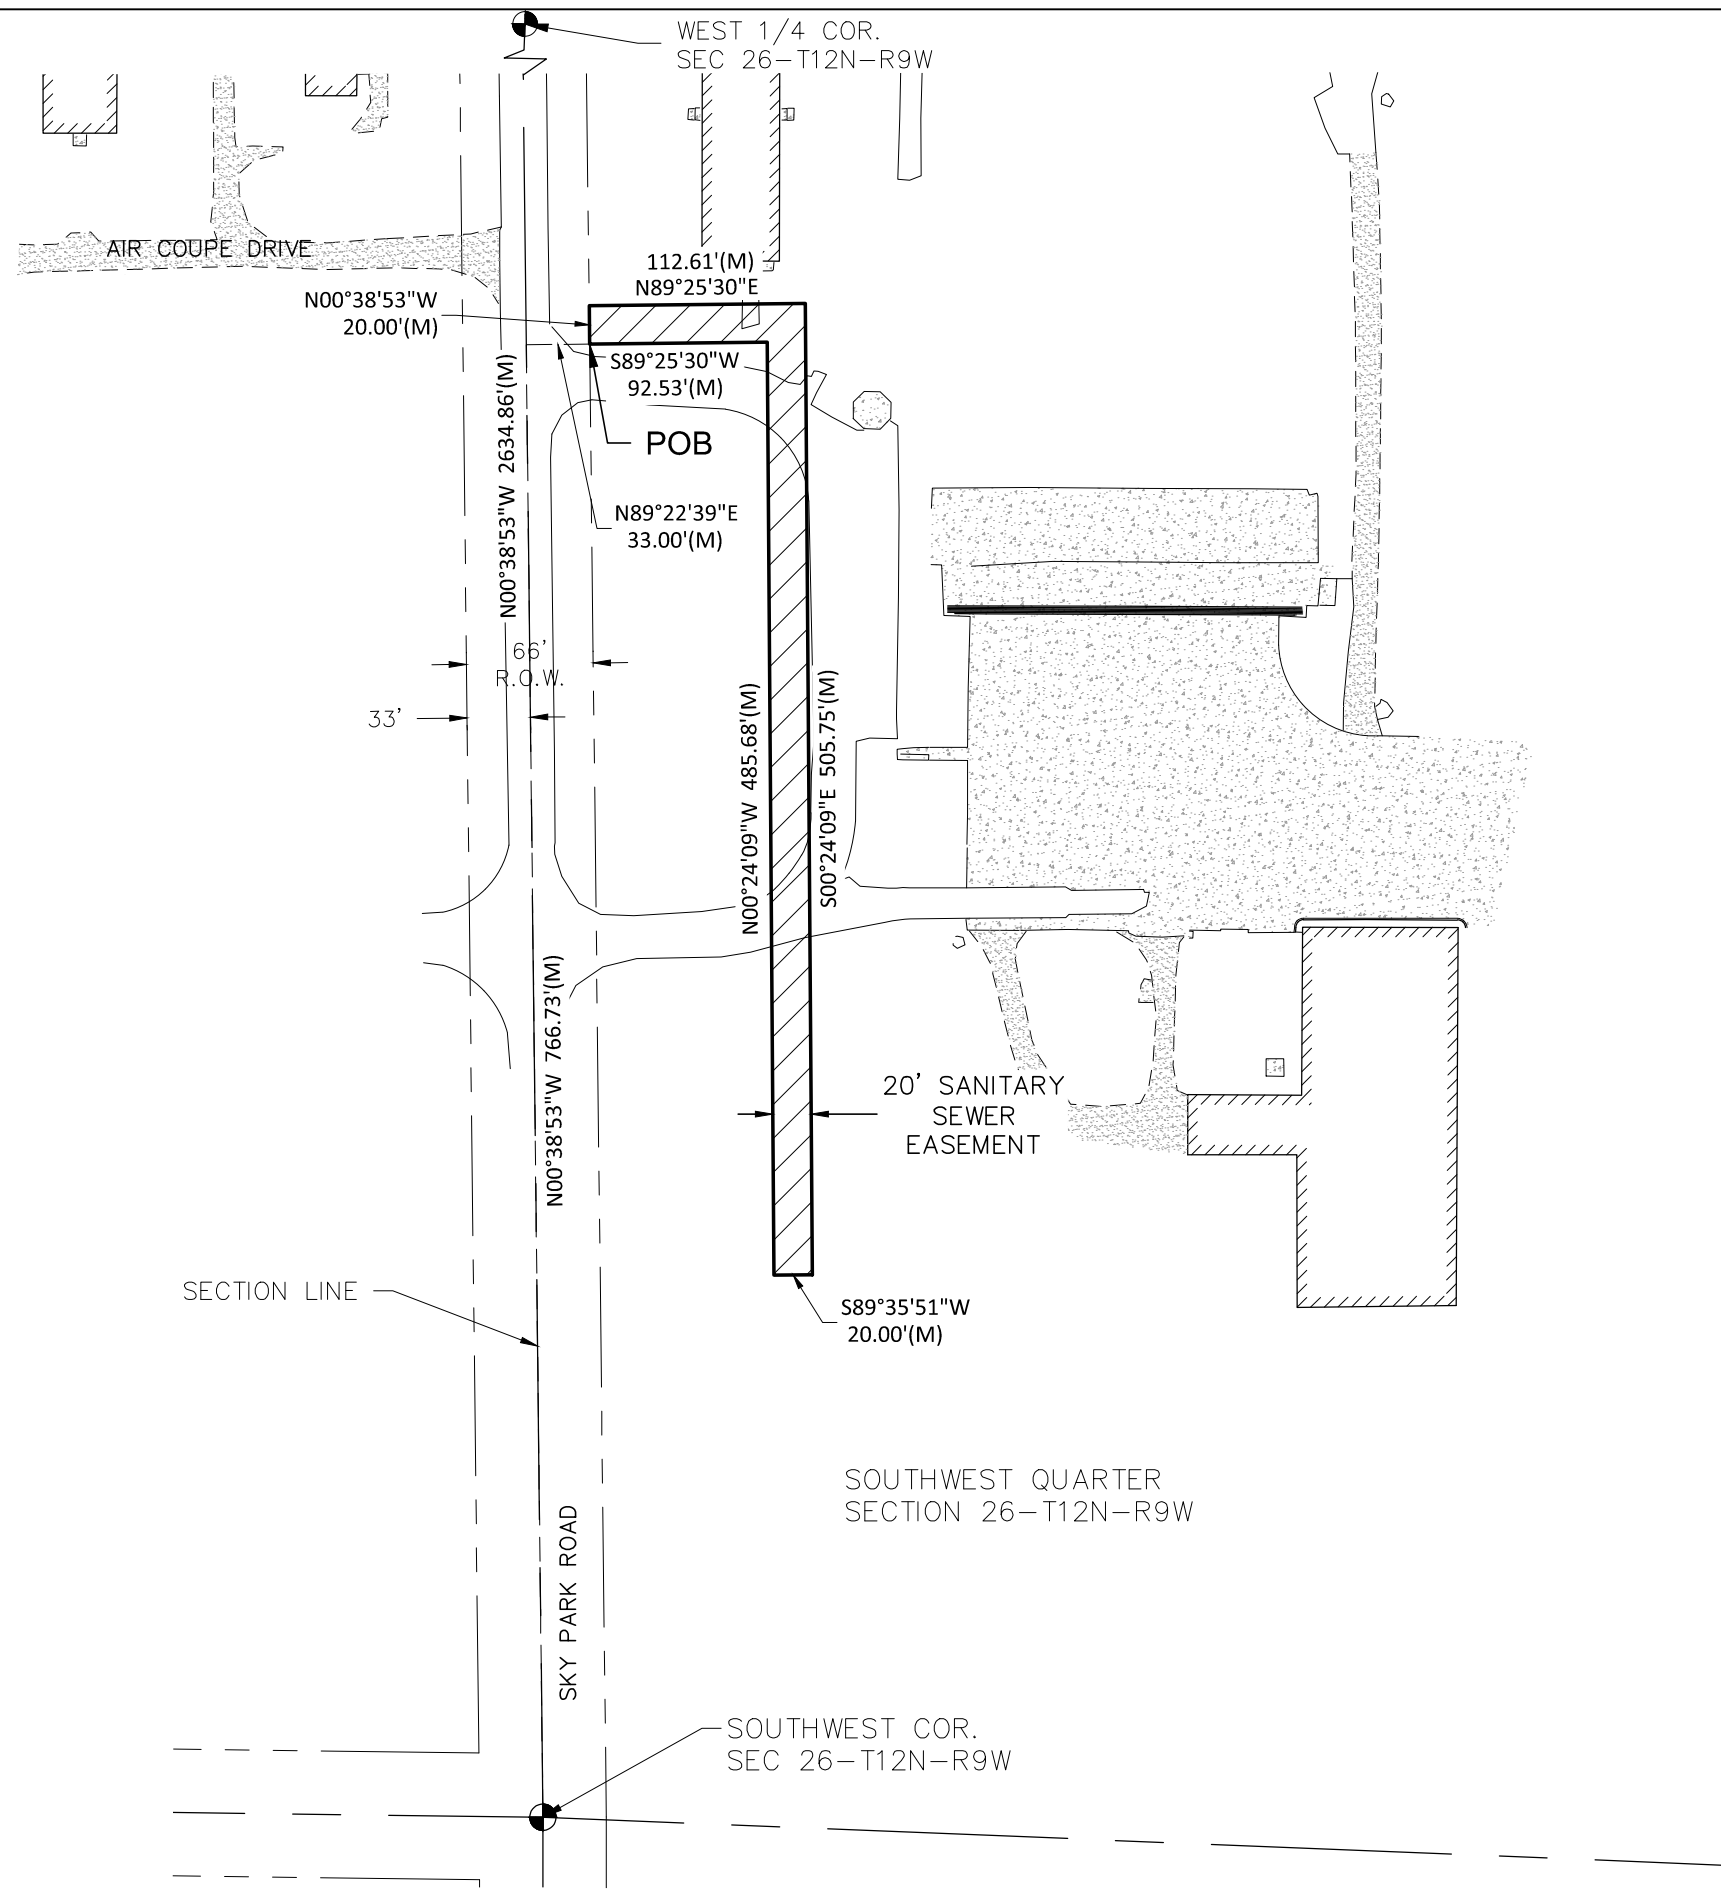 WEST 1/4 COR.
SEC 26-T12N-R9W
AIR COUPE DRIVE
112.61'(M)
N89°25'30"E
N00°38'53"W
20.00'(M)
S89°25'30"W
92.53'(M)
POB
N00°38'53"W 2634.86'(M)
N89°22'39"E
33.00'(M)
66'
R.O.W.
33'
N00°24'09"W 485.68'(M)
S00°24'09"E 505.75'(M)
N00°38'53"W 766.73'(M)
20' SANITARY
SEWER
EASEMENT
SECTION LINE
S89°35'51"W
20.00'(M)
SOUTHWEST QUARTER
SECTION 26-T12N-R9W
SKY PARK ROAD
SOUTHWEST COR.
SEC 26-T12N-R9W